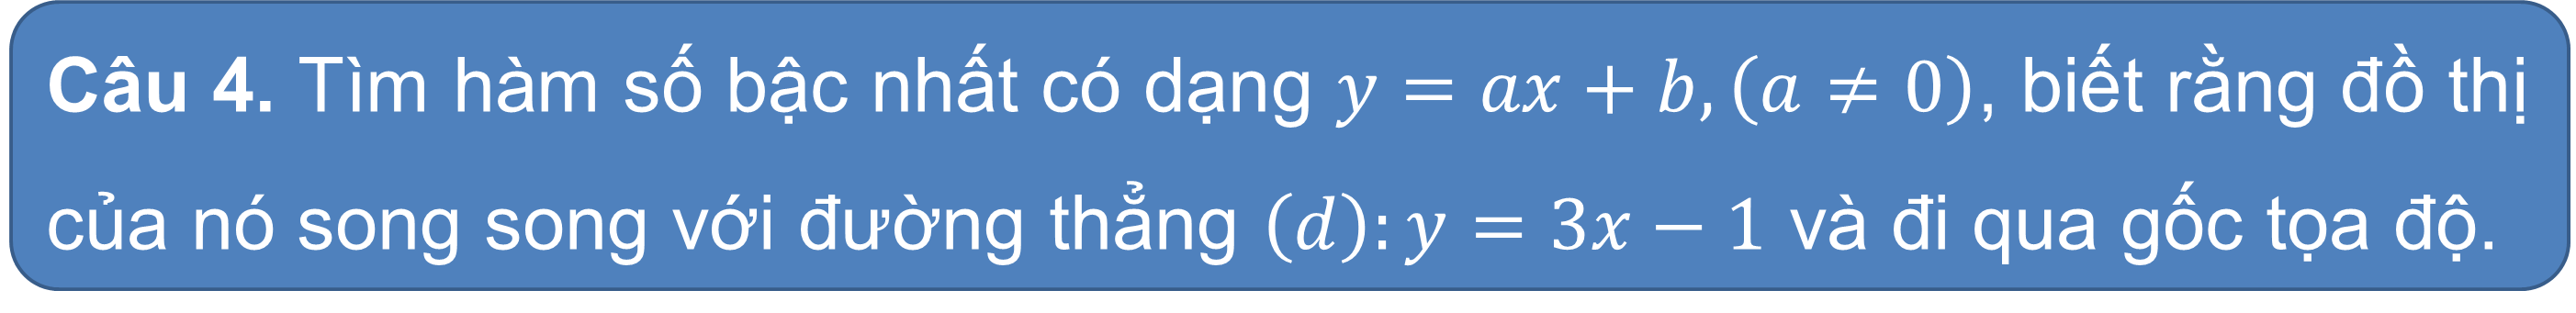 Câu 4. Tìm hàm số bậc nhất có dạng y = ax + b, (a ≠ 0), biết rằng đồ thị
của nó song song với đường thẳng (d): y = 3x − 1 và đi qua gốc tọa độ.